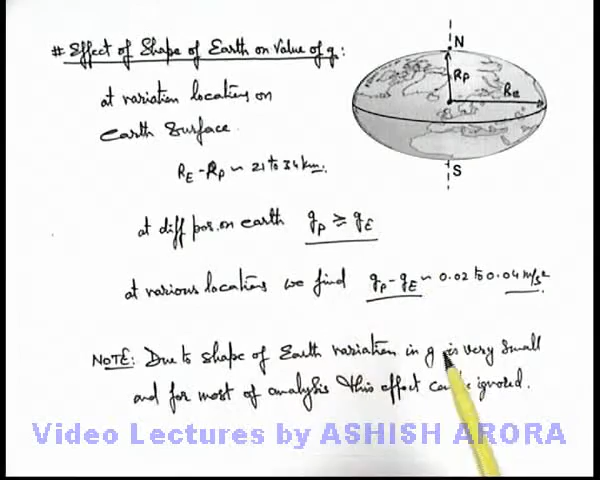 # Effect of Shape of Earth on Value of g:
at variation locations on
earth surface.
RE - RP ~ 21 to 34 km.
at diff pos. on earth gP ≥ gE
at various locations we find gP - gE ~ 0.02 to 0.04 m/s²
NOTE: Due to shape of Earth variation in g is very small
and for most of analysis this effect can be ignored.
N
RP
Re
S
Video Lectures by ASHISH ARORA